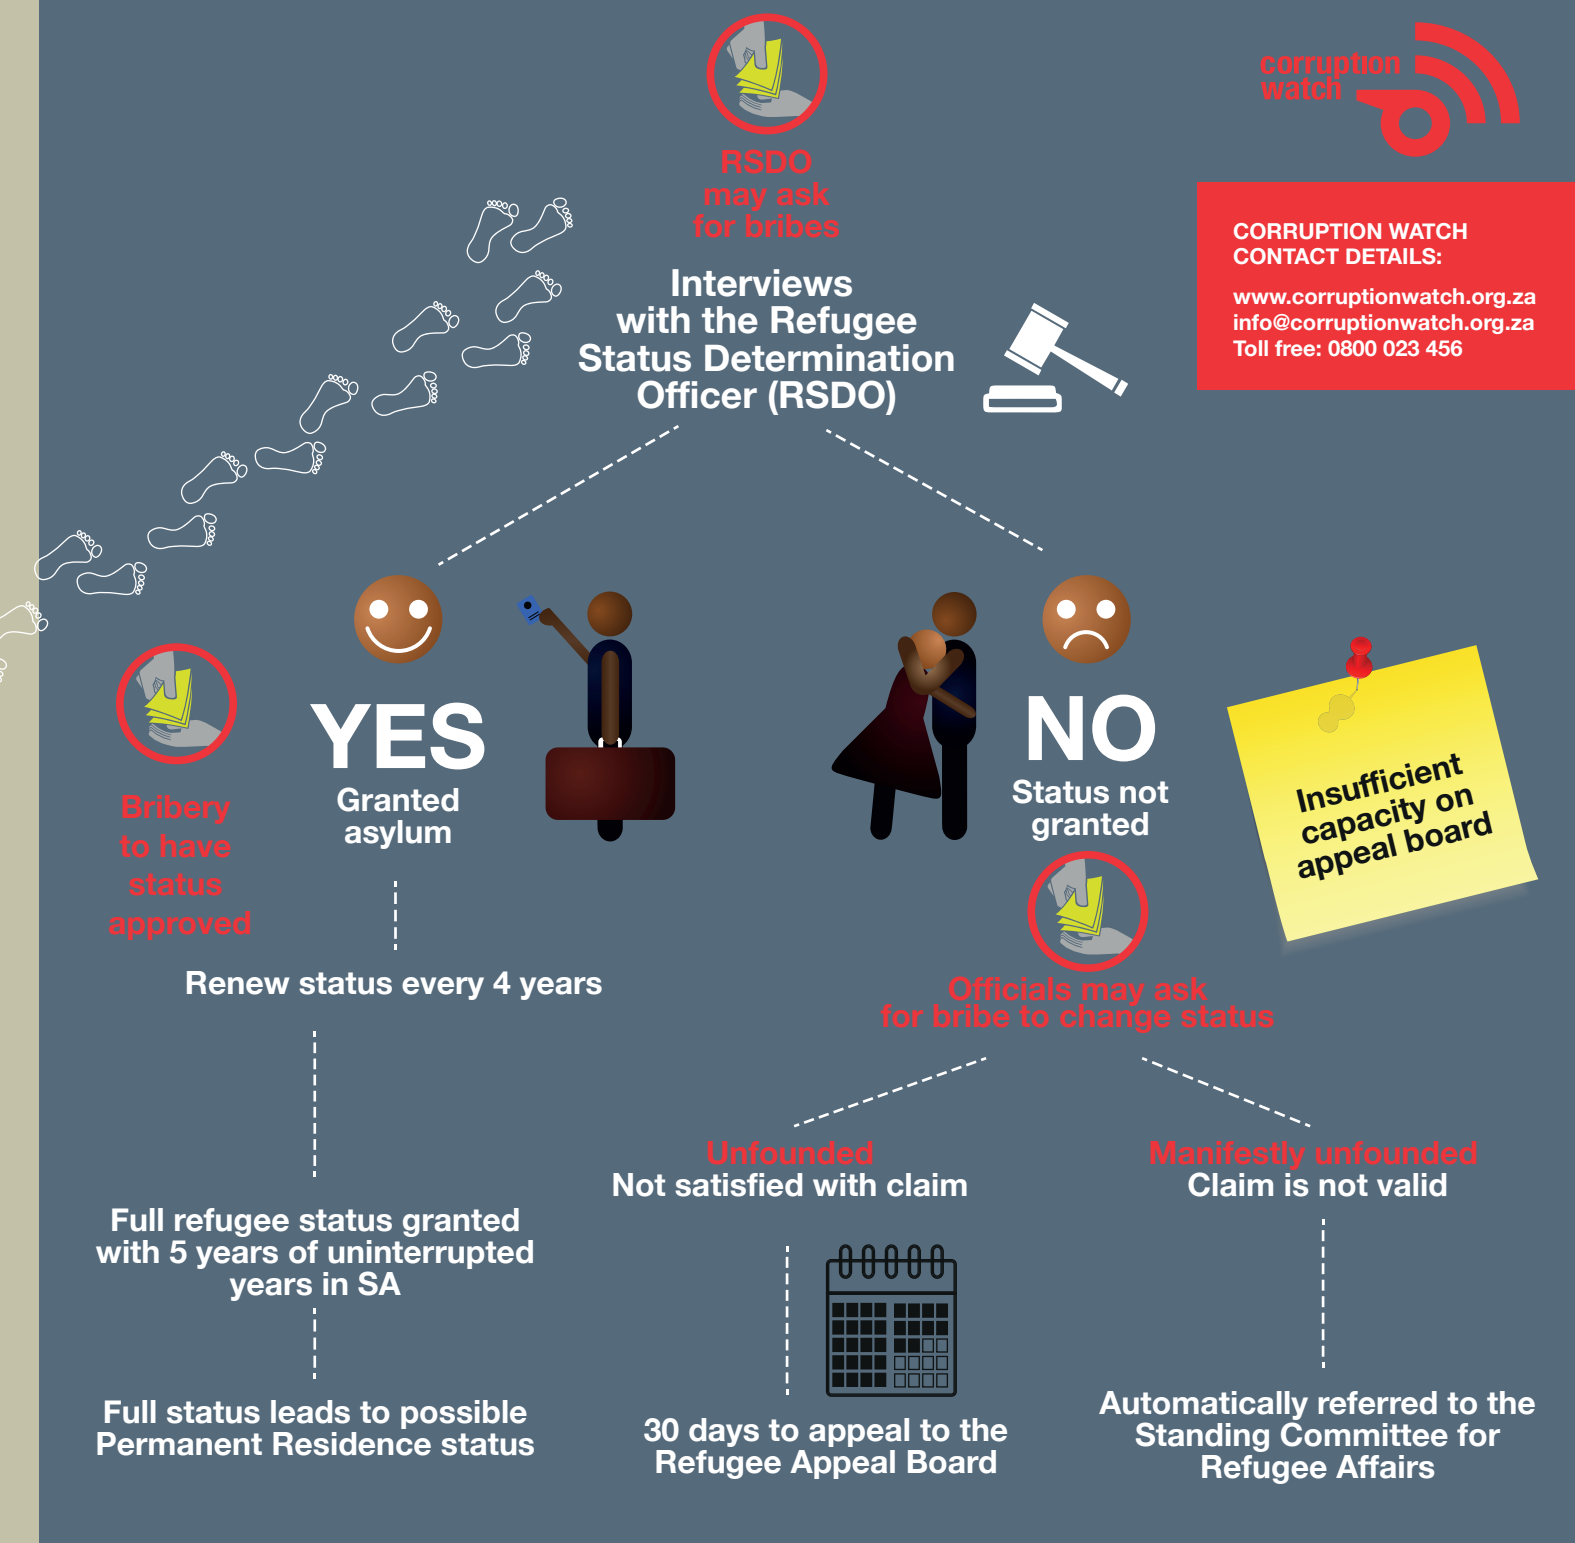 corruption
watch
RSDO
may ask
for bribes
CORRUPTION WATCH
CONTACT DETAILS:
www.corruptionwatch.org.za
info@corruptionwatch.org.za
Toll free: 0800 023 456
Interviews
with the Refugee
Status Determination
Officer (RSDO)
YES
Granted
asylum
Bribery
to have
status
approved
Renew status every 4 years
Full refugee status granted
with 5 years of uninterrupted
years in SA
Full status leads to possible
Permanent Residence status
NO
Status not
granted
Insufficient
capacity on
appeal board
Officials may ask
for bribe to change status
Unfounded
Not satisfied with claim
30 days to appeal to the
Refugee Appeal Board
Manifestly unfounded
Claim is not valid
Automatically referred to the
Standing Committee for
Refugee Affairs